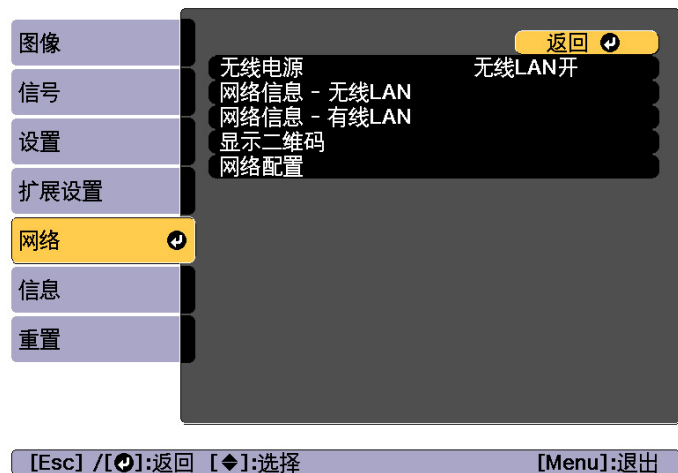 图像
信号
设置
扩展设置
网络
信息
重置
返回
无线电源 无线LAN开
网络信息 - 无线LAN
网络信息 - 有线LAN
显示二维码
网络配置
[Esc] /[⏎]:返回 [◆]:选择 [Menu]:退出